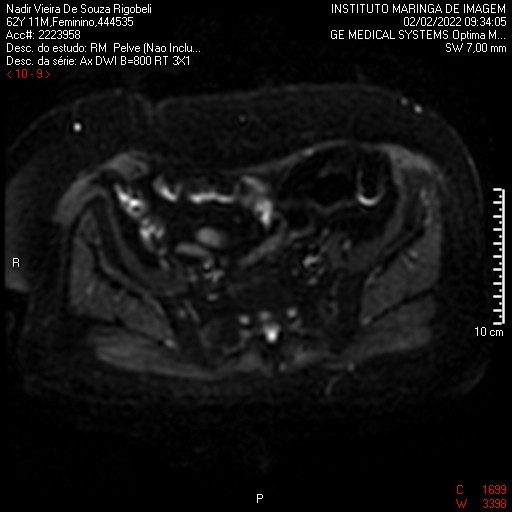 Nadir Vieira De Souza Rigobeli
62Y 11M,Feminino,444535
Acc#: 2223958
Desc. do estudo: RM Pelve (Nao Inclu...
Desc. da série: Ax DWI B=800 RT 3X1
< 10 - 9 >
INSTITUTO MARINGA DE IMAGEM
02/02/2022 09:34:05
GE MEDICAL SYSTEMS Optima M...
SW 7,00 mm
R
10 cm
P
C 1699
W 3398